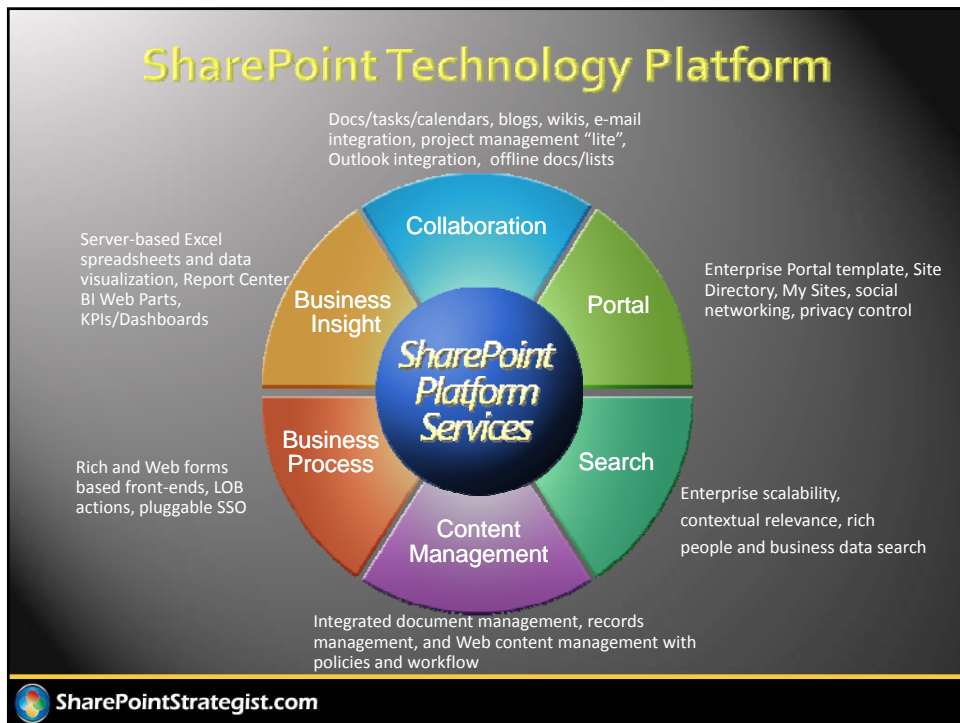 SharePoint Technology Platform
Docs/tasks/calendars, blogs, wikis, e-mail
integration, project management “lite”,
Outlook integration,  offline docs/lists
Collaboration
Server-based Excel
spreadsheets and data
visualization, Report Center
BI Web Parts,
KPIs/Dashboards
Business
Insight
Portal
Enterprise Portal template, Site
Directory, My Sites, social
networking, privacy control
SharePoint
Platform
Services
Business
Process
Rich and Web forms
based front-ends, LOB
actions, pluggable SSO
Search
Enterprise scalability,
contextual relevance, rich
people and business data search
Content
Management
Integrated document management, records
management, and Web content management with
policies and workflow
SharePointStrategist.com